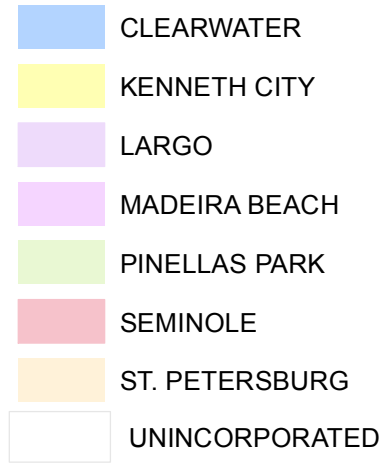 CLEARWATER
KENNETH CITY
LARGO
MADEIRA BEACH
PINELLAS PARK
SEMINOLE
ST. PETERSBURG
UNINCORPORATED